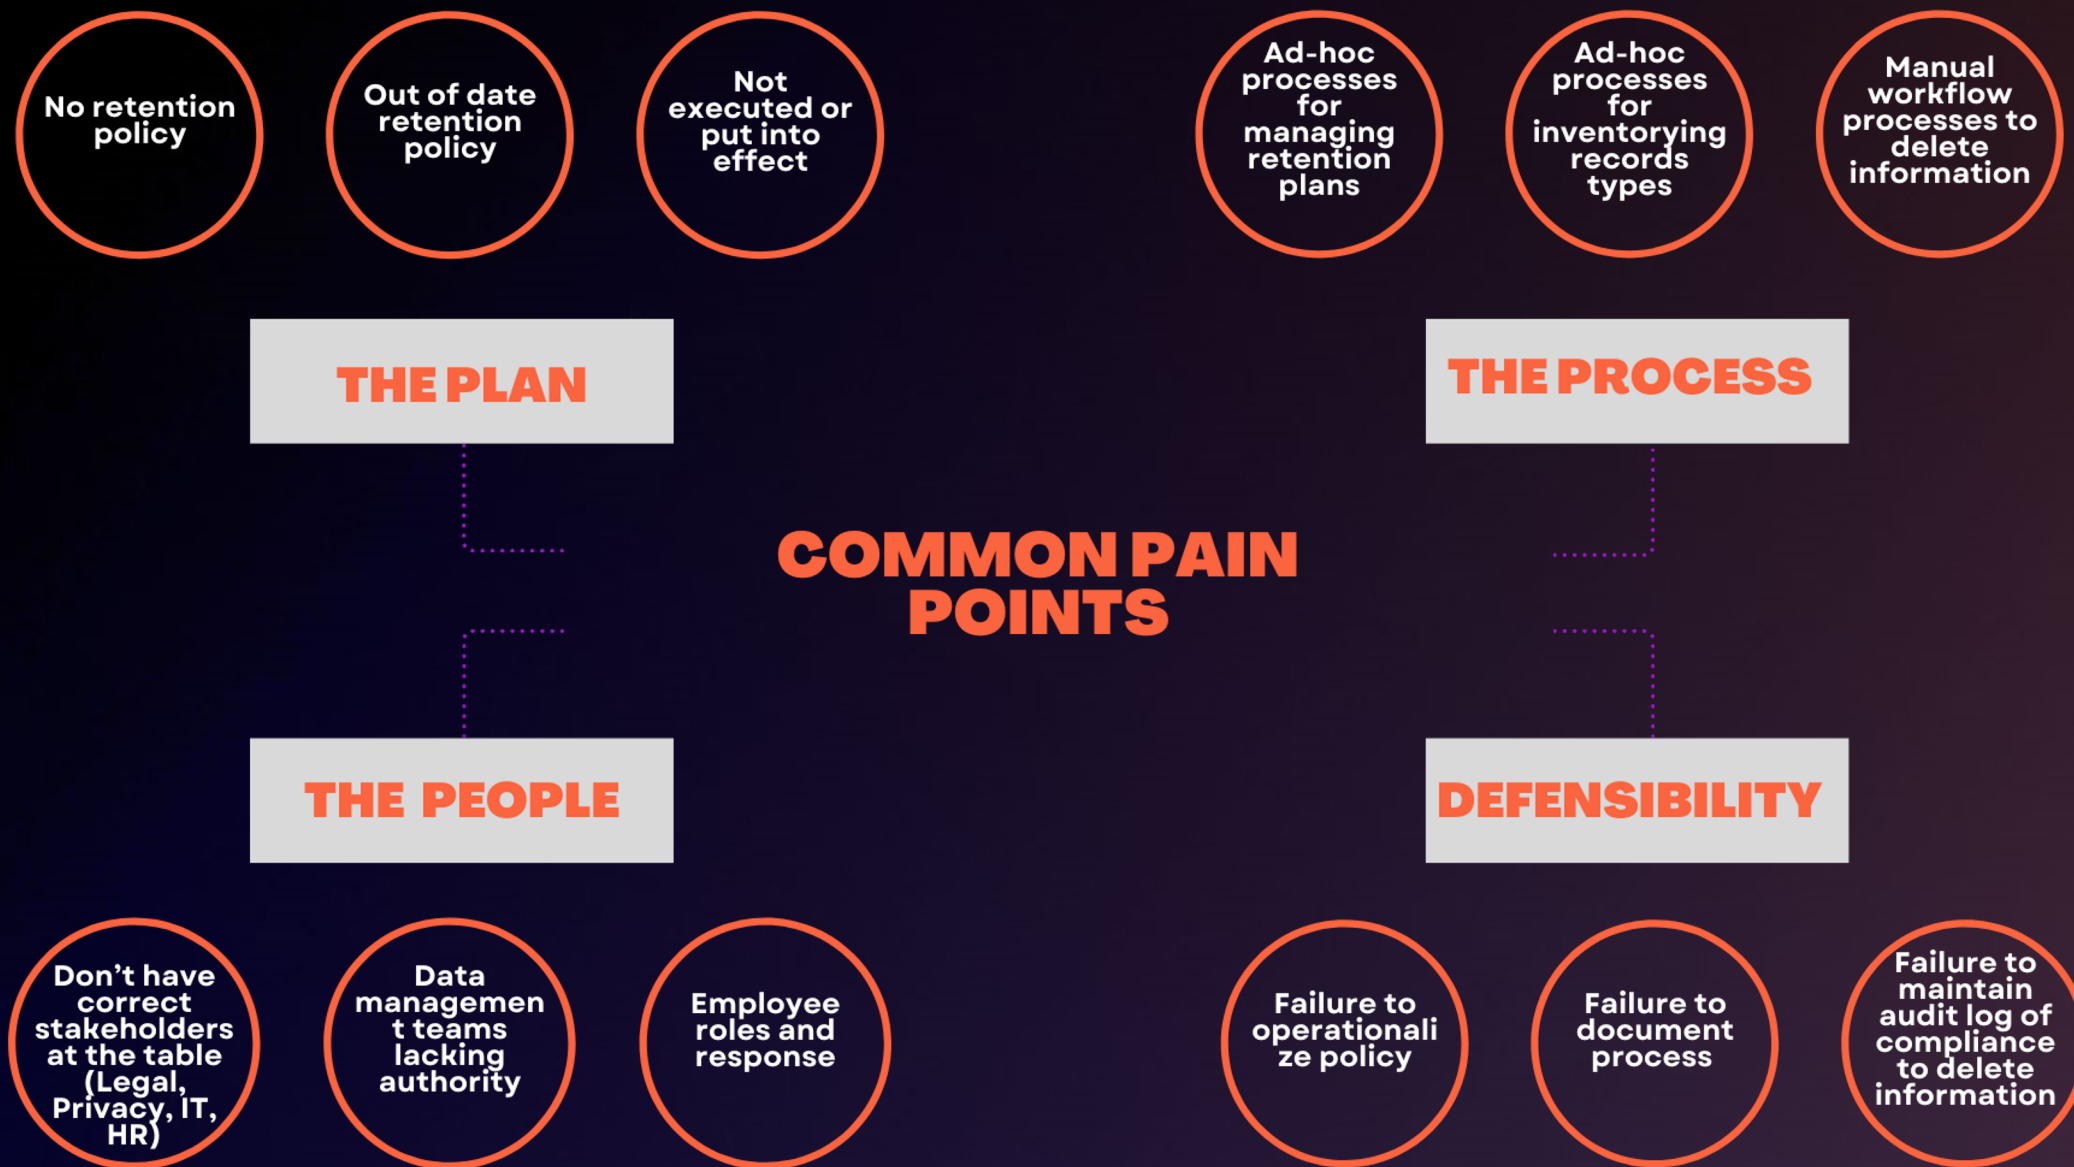 No retention
policy
Out of date
retention
policy
Not
executed or
put into
effect
Ad-hoc
processes
for
managing
retention
plans
Ad-hoc
processes
for
inventorying
records
types
Manual
workflow
processes to
delete
information
THE PLAN
THE PROCESS
COMMON PAIN
POINTS
THE PEOPLE
DEFENSIBILITY
Don’t have
correct
stakeholders
at the table
(Legal,
Privacy, IT,
HR)
Data
managemen
t teams
lacking
authority
Employee
roles and
response
Failure to
operationali
ze policy
Failure to
document
process
Failure to
maintain
audit log of
compliance
to delete
information